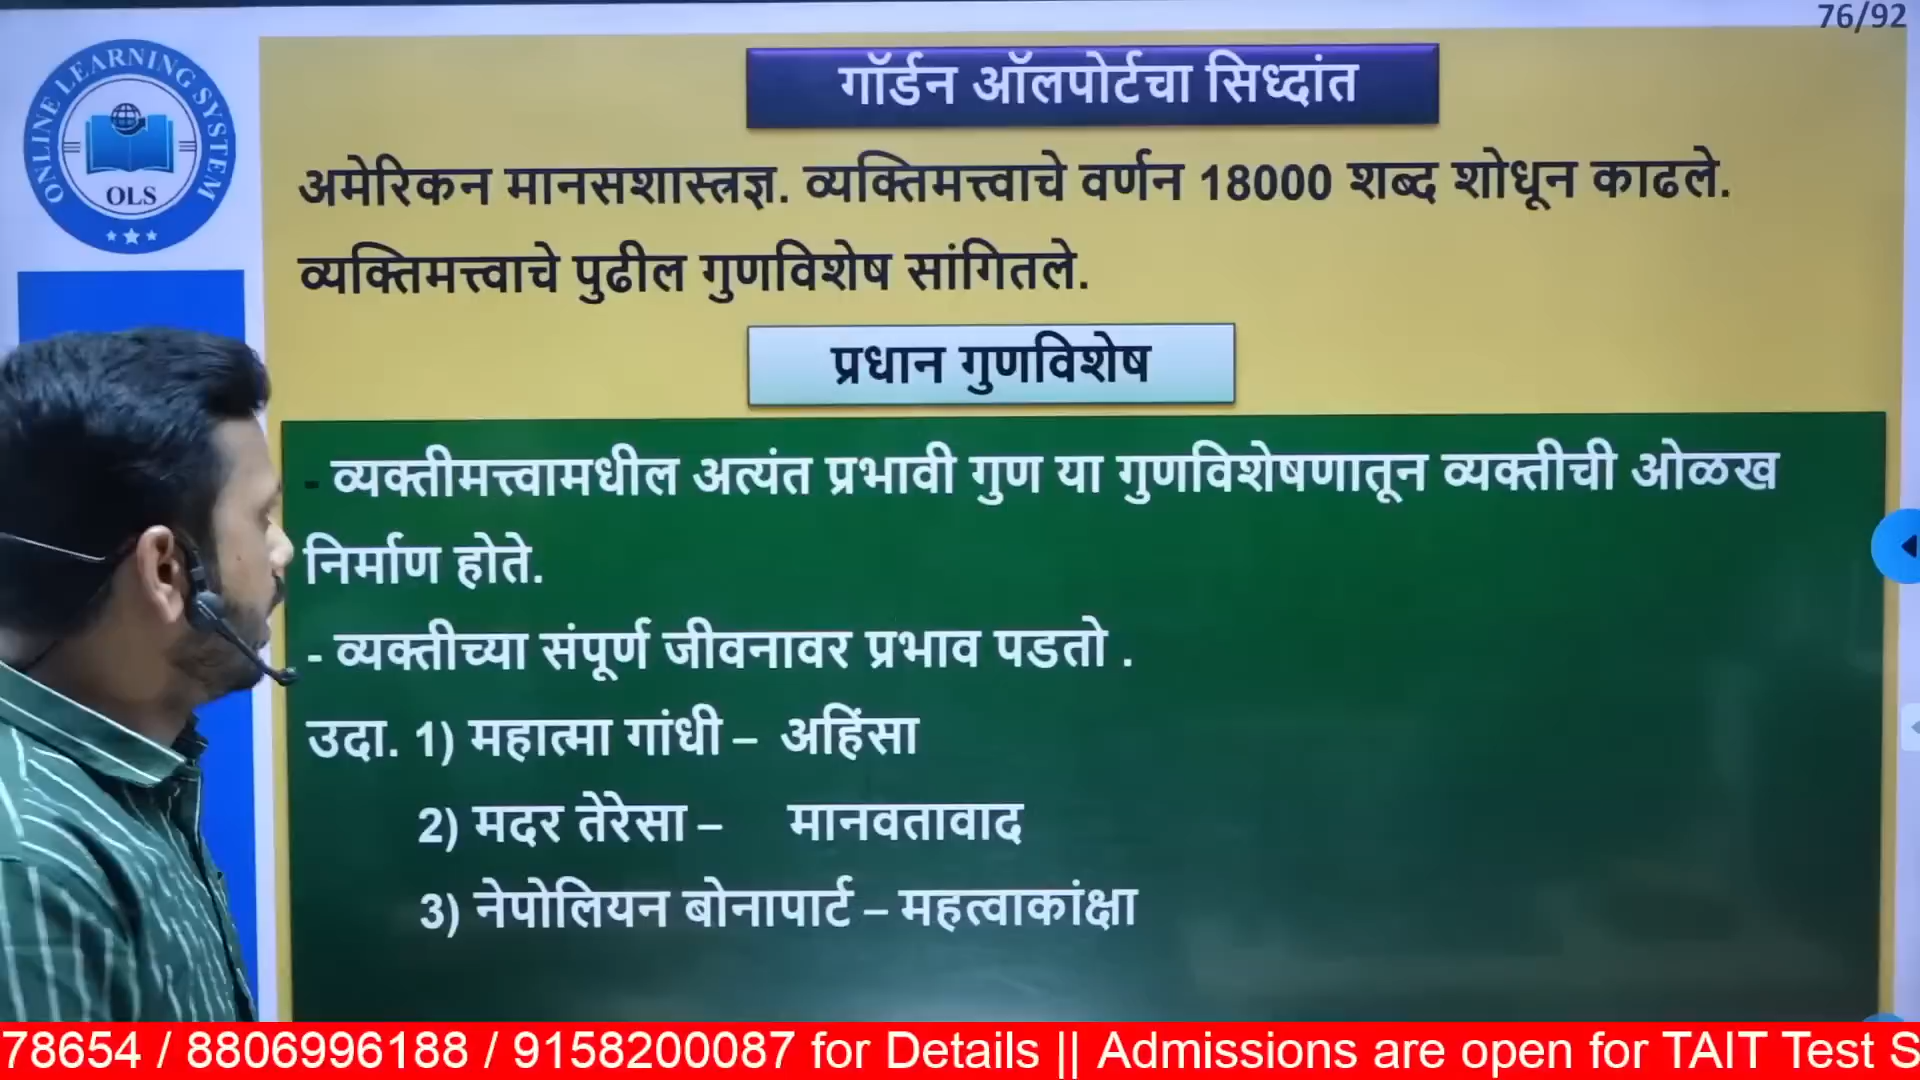 76/92
ONLINE LEARNING SYSTEM
OLS
गॉर्डन ऑलपोर्टचा सिध्दांत
अमेरिकन मानसशास्त्रज्ञ. व्यक्तिमत्त्वाचे वर्णन 18000 शब्द शोधून काढले.
व्यक्तिमत्त्वाचे पुढील गुणविशेष सांगितले.
प्रधान गुणविशेष
- व्यक्तीमत्त्वामधील अत्यंत प्रभावी गुण या गुणविशेषणातून व्यक्तीची ओळख
निर्माण होते.
- व्यक्तीच्या संपूर्ण जीवनावर प्रभाव पडतो .
उदा. 1) महात्मा गांधी – अहिंसा
2) मदर तेरेसा – मानवतावाद
3) नेपोलियन बोनापार्ट – महत्वाकांक्षा
78654 / 8806996188 / 9158200087 for Details || Admissions are open for TAIT Test S